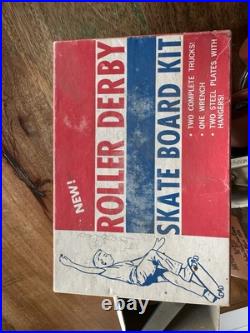 NEW!
ROLLER DERBY
SKATE BOARD KIT
• TWO COMPLETE TRUCKS!
• ONE WRENCH
• TWO STEEL PLATES WITH
HANGERS!